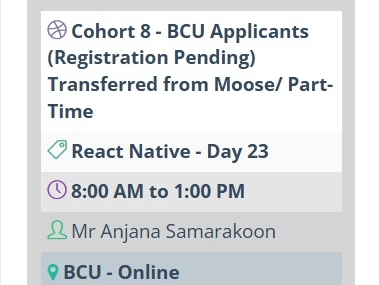 Cohort 8 - BCU Applicants
(Registration Pending)
Transferred from Moose/ Part-
Time
React Native - Day 23
8:00 AM to 1:00 PM
Mr Anjana Samarakoon
BCU - Online